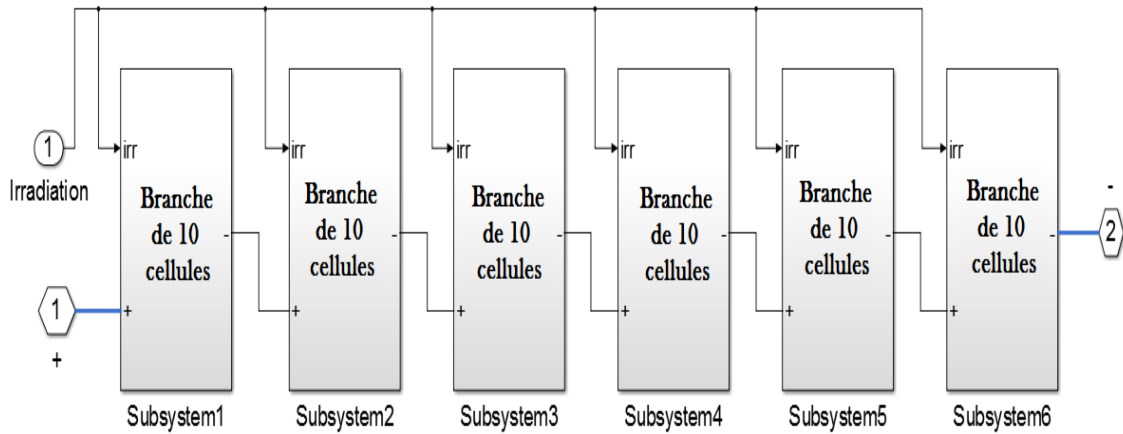 1
Irradiation
irr
Branche
de 10
cellules
-
+
Subsystem1
irr
Branche
de 10
cellules
-
+
Subsystem2
irr
Branche
de 10
cellules
-
+
Subsystem3
irr
Branche
de 10
cellules
-
+
Subsystem4
irr
Branche
de 10
cellules
-
+
Subsystem5
irr
Branche
de 10
cellules
-
Subsystem6
-
2
1
+